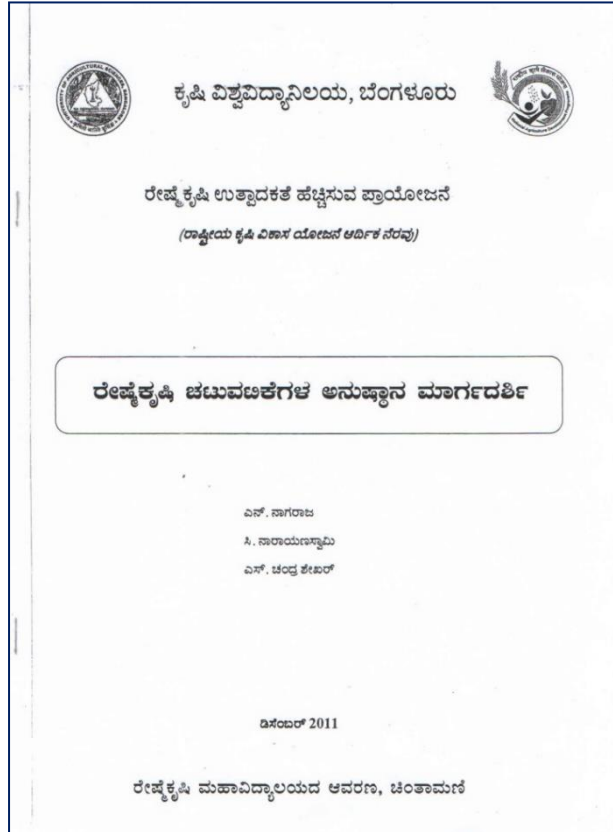 ಕೃಷಿ ವಿಶ್ವವಿದ್ಯಾನಿಲಯ, ಬೆಂಗಳೂರು
ರೇಷ್ಮೆ ಕೃಷಿ ಉತ್ಪಾದಕತೆ ಹೆಚ್ಚಿಸುವ ಪ್ರಾಯೋಜನೆ
(ರಾಷ್ಟ್ರೀಯ ಕೃಷಿ ವಿಕಾಸ ಯೋಜನೆ ಆರ್ಥಿಕ ನೆರವು)
ರೇಷ್ಮೆಕೃಷಿ ಚಟುವಟಿಕೆಗಳ ಅನುಷ್ಠಾನ ಮಾರ್ಗದರ್ಶಿ
ಎನ್. ನಾಗರಾಜ
ಸಿ. ನಾರಾಯಣಸ್ವಾಮಿ
ಎಸ್. ಚಂದ್ರ ಶೇಖರ್
ಡಿಸೆಂಬರ್ 2011
ರೇಷ್ಮೆಕೃಷಿ ಮಹಾವಿದ್ಯಾಲಯದ ಆವರಣ, ಚಿಂತಾಮಣಿ